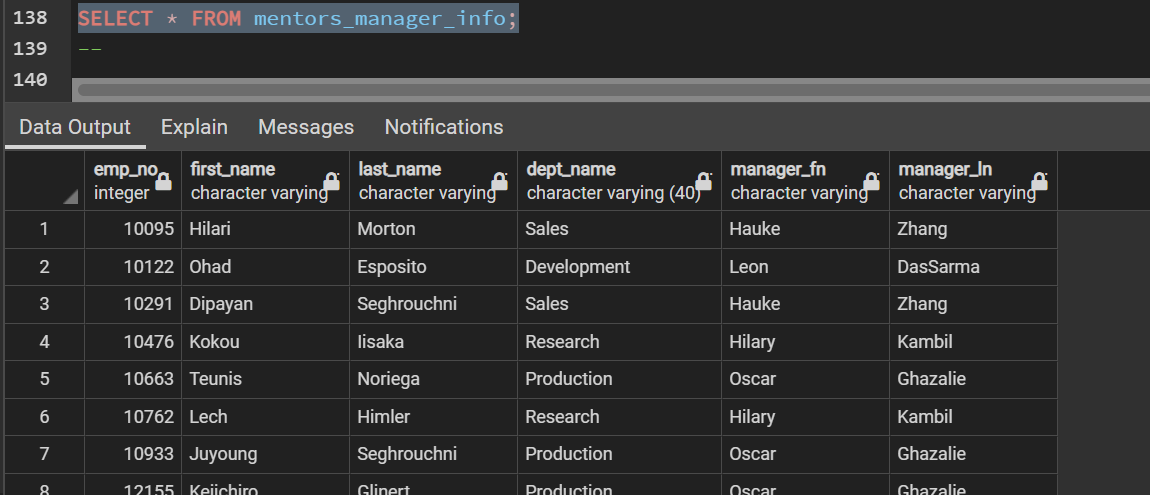 138 SELECT * FROM mentors_manager_info;
139 --
140
Data Output Explain Messages Notifications
emp_no first_name last_name dept_name manager_fn manager_ln
integer character varying character varying character varying (40) character varying character varying
1 10095 Hilari Morton Sales Hauke Zhang
2 10122 Ohad Esposito Development Leon DasSarma
3 10291 Dipayan Seghrouchni Sales Hauke Zhang
4 10476 Kokou Iisaka Research Hilary Kambil
5 10663 Teunis Noriega Production Oscar Ghazalie
6 10762 Lech Himler Research Hilary Kambil
7 10933 Juyoung Seghrouchni Production Oscar Ghazalie
8 12155 Keiichiro Glinert Production Oscar Ghazalie